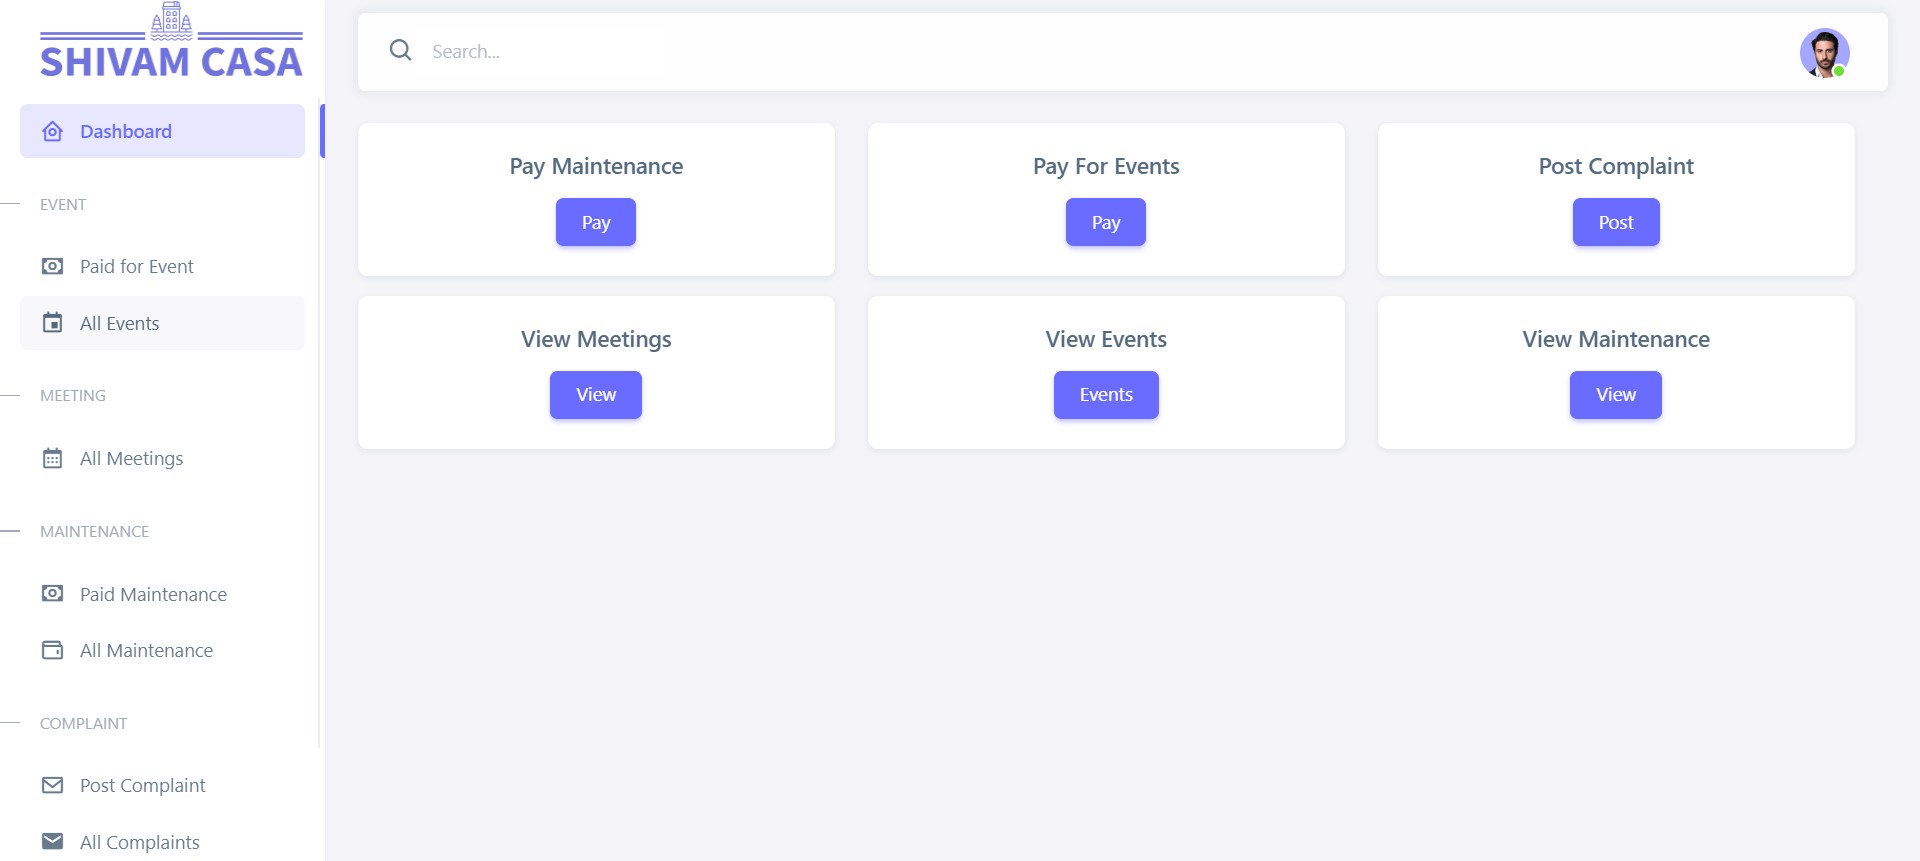 SHIVAM CASA
Dashboard
EVENT
Paid for Event
All Events
MEETING
All Meetings
MAINTENANCE
Paid Maintenance
All Maintenance
COMPLAINT
Post Complaint
All Complaints
Search...
Pay Maintenance
Pay
Pay For Events
Pay
Post Complaint
Post
View Meetings
View
View Events
Events
View Maintenance
View